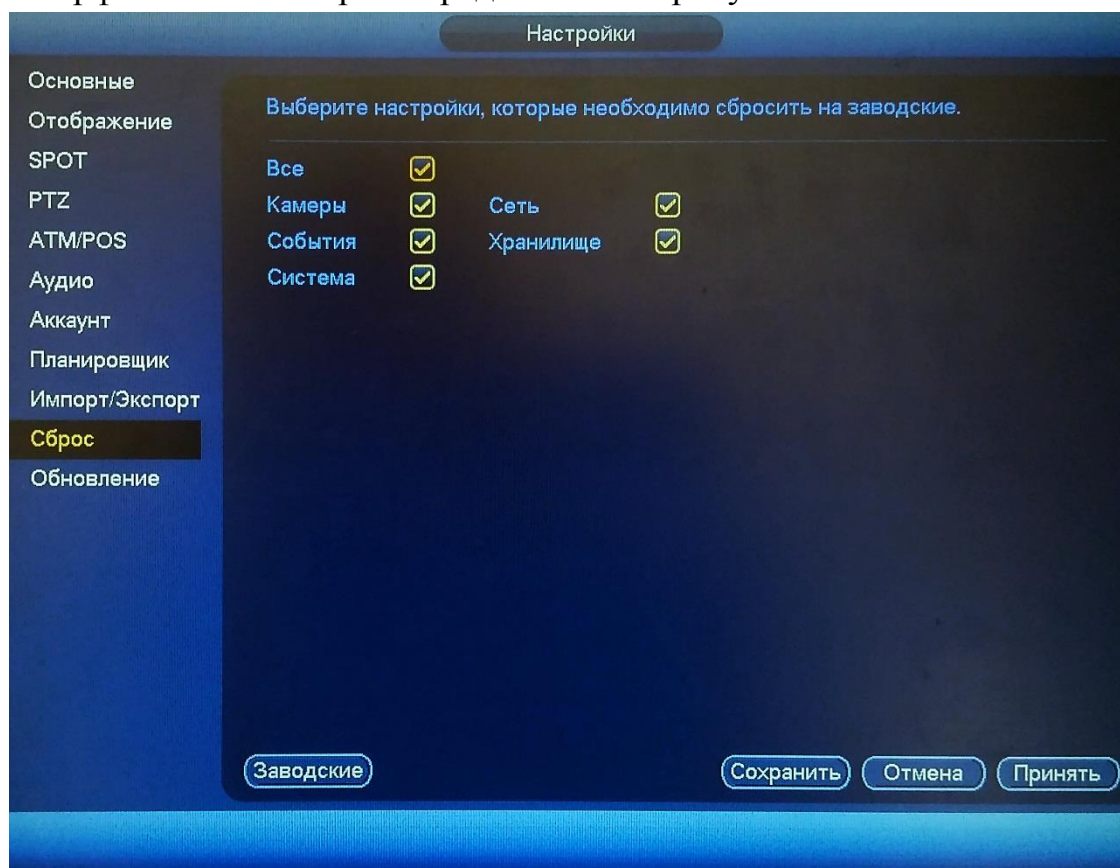 Настройки
Основные
Отображение
SPOT
PTZ
ATM/POS
Аудио
Аккаунт
Планировщик
Импорт/Экспорт
Сброс
Обновление
Выберите настройки, которые необходимо сбросить на заводские.
Все
Камеры Сеть
События Хранилище
Система
Заводские Сохранить Отмена Принять